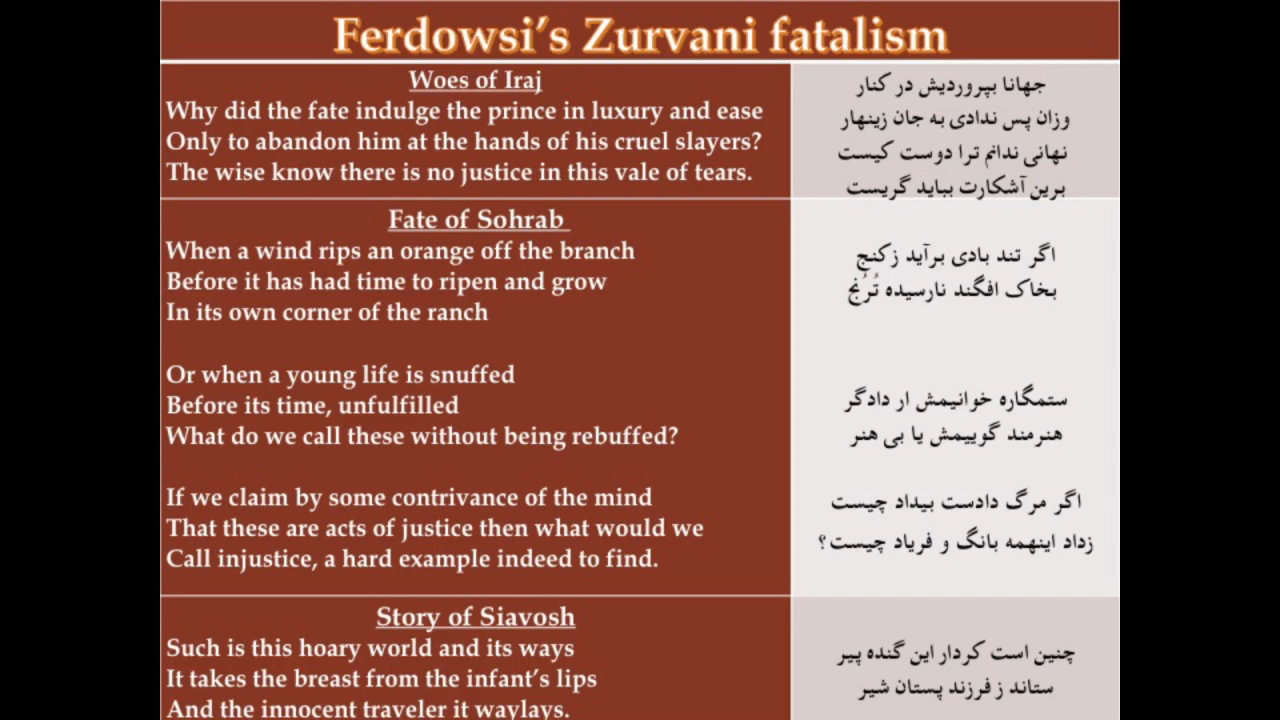 Ferdowsi's Zurvani fatalism
Woes of Iraj
Why did the fate indulge the prince in luxury and ease
Only to abandon him at the hands of his cruel slayers?
The wise know there is no justice in this vale of tears.
جهانا بپروردیش در کنار
وزان پس ندادی به جان زینهار
نهانی ندانم ترا دوست کیست
برین آشکارت بباید گریست
Fate of Sohrab
When a wind rips an orange off the branch
Before it has had time to ripen and grow
In its own corner of the ranch
Or when a young life is snuffed
Before its time, unfulfilled
What do we call these without being rebuffed?
If we claim by some contrivance of the mind
That these are acts of justice then what would we
Call injustice, a hard example indeed to find.
اگر تند بادی برآید زکنج
بخاک افگند نارسیده تُرُنج
ستمگاره خوانیمش ار دادگر
هنرمند گوییمش یا بی هنر
اگر مرگ دادست بیداد چیست
زداد اینهمه بانگ و فریاد چیست؟
Story of Siavosh
Such is this hoary world and its ways
It takes the breast from the infant's lips
And the innocent traveler it waylays.
چنین است کردار این گنده پیر
ستاند ز فرزند پستان شیر